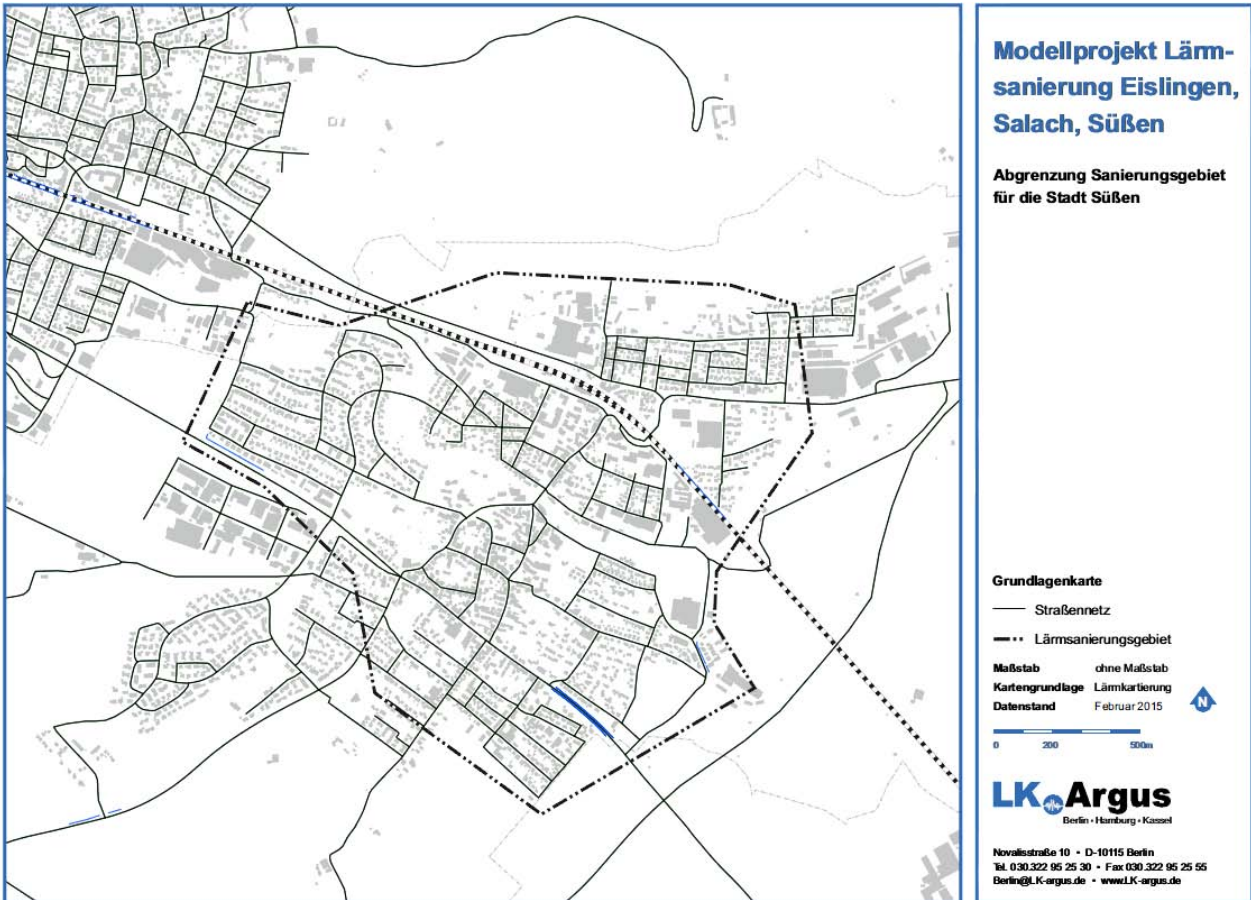 Modellprojekt Lärm-
sanierung Eislingen,
Salach, Süßen
Abgrenzung Sanierungsgebiet
für die Stadt Süßen
Grundlagenkarte
Straßennetz
Lärmsanierungsgebiet
Maßstab ohne Maßstab
Kartengrundlage Lärmkartierung
Datenstand Februar 2015
N
0 200 500m
LK Argus
Berlin • Hamburg • Kassel
Novalisstraße 10 • D-10115 Berlin
Tel. 030.322 95 25 30 • Fax 030.322 95 25 55
Berlin@LK-argus.de • www.LK-argus.de